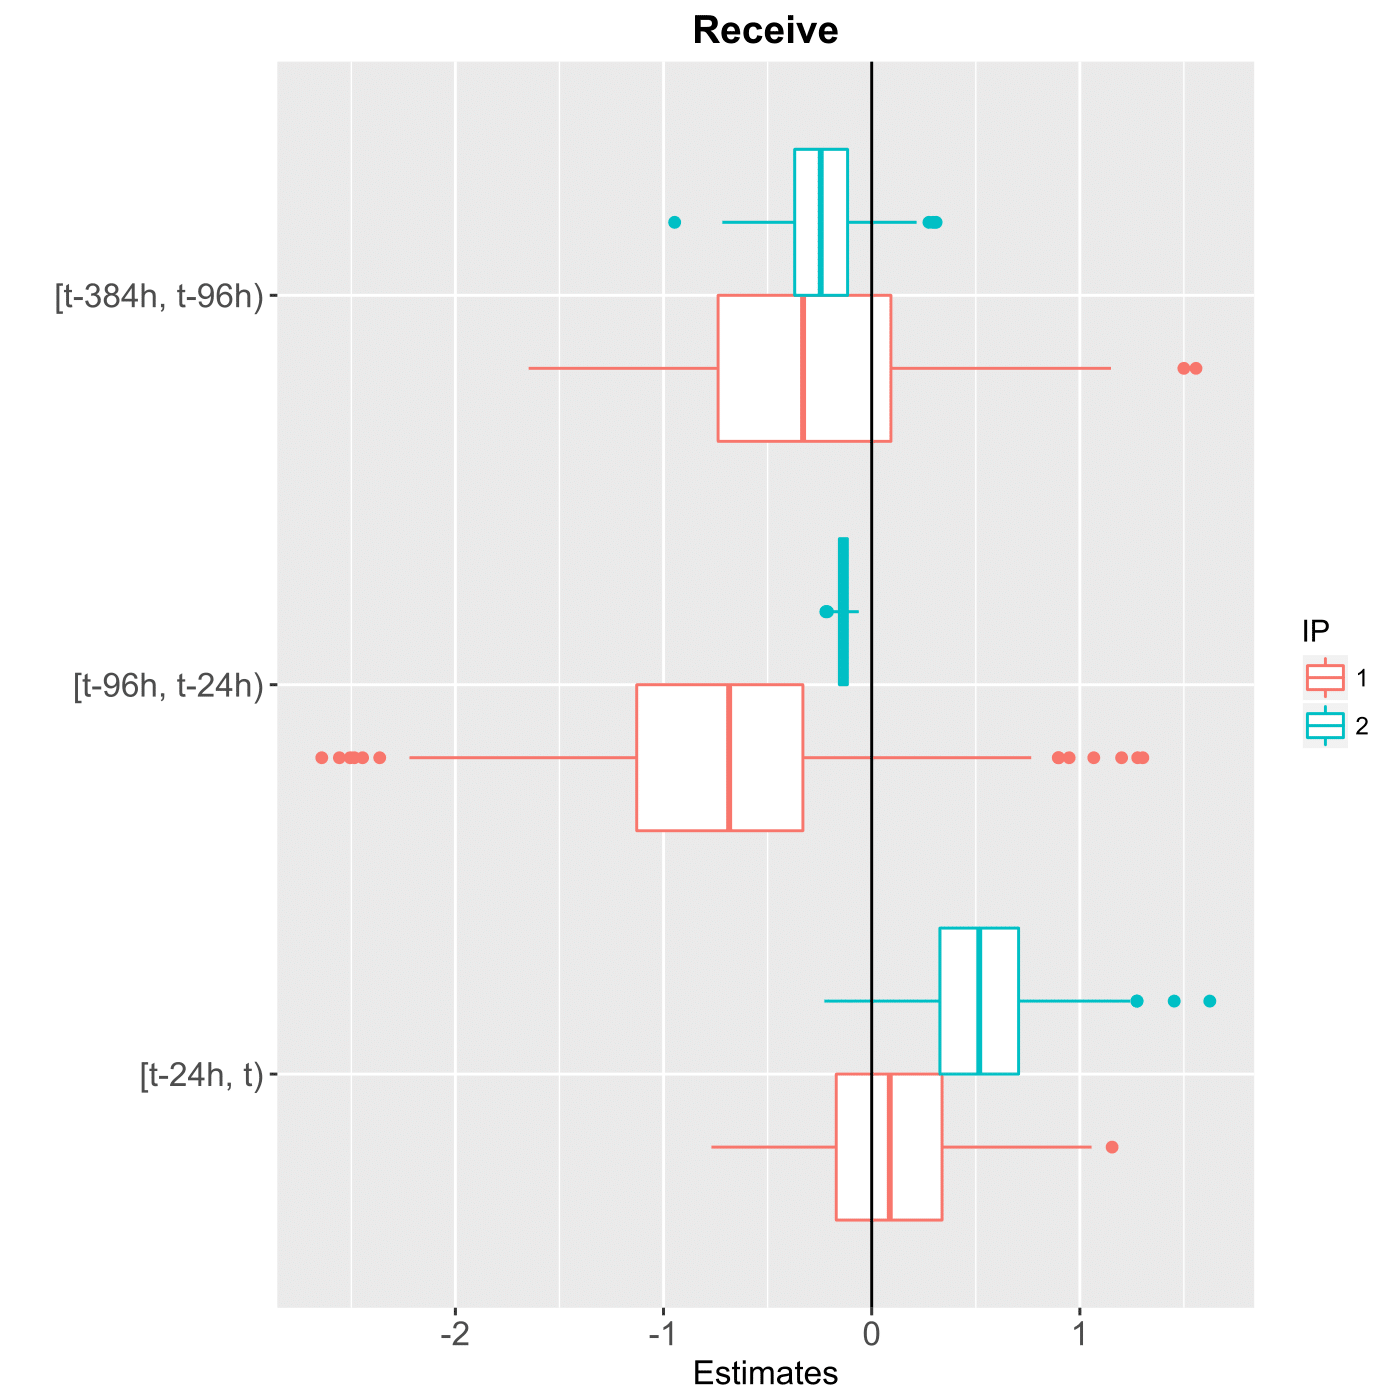 Receive
[t-384h, t-96h)
[t-96h, t-24h)
[t-24h, t)
-2 -1 0 1
Estimates
IP
1
2